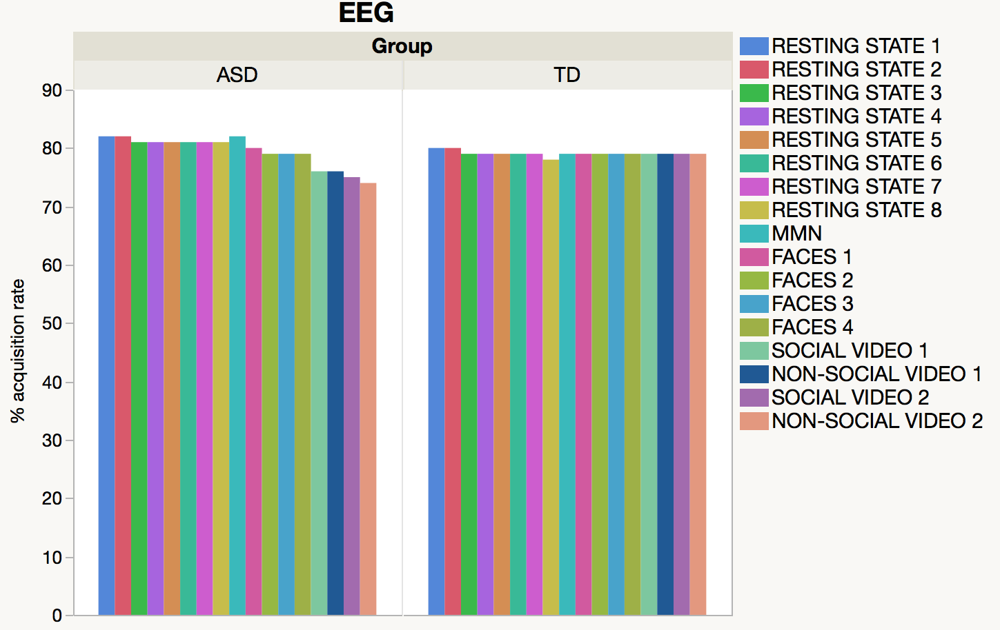 EEG
Group
ASD
TD
90
80
70
60
50
40
30
20
10
0
% acquisition rate
RESTING STATE 1
RESTING STATE 2
RESTING STATE 3
RESTING STATE 4
RESTING STATE 5
RESTING STATE 6
RESTING STATE 7
RESTING STATE 8
MMN
FACES 1
FACES 2
FACES 3
FACES 4
SOCIAL VIDEO 1
NON-SOCIAL VIDEO 1
SOCIAL VIDEO 2
NON-SOCIAL VIDEO 2